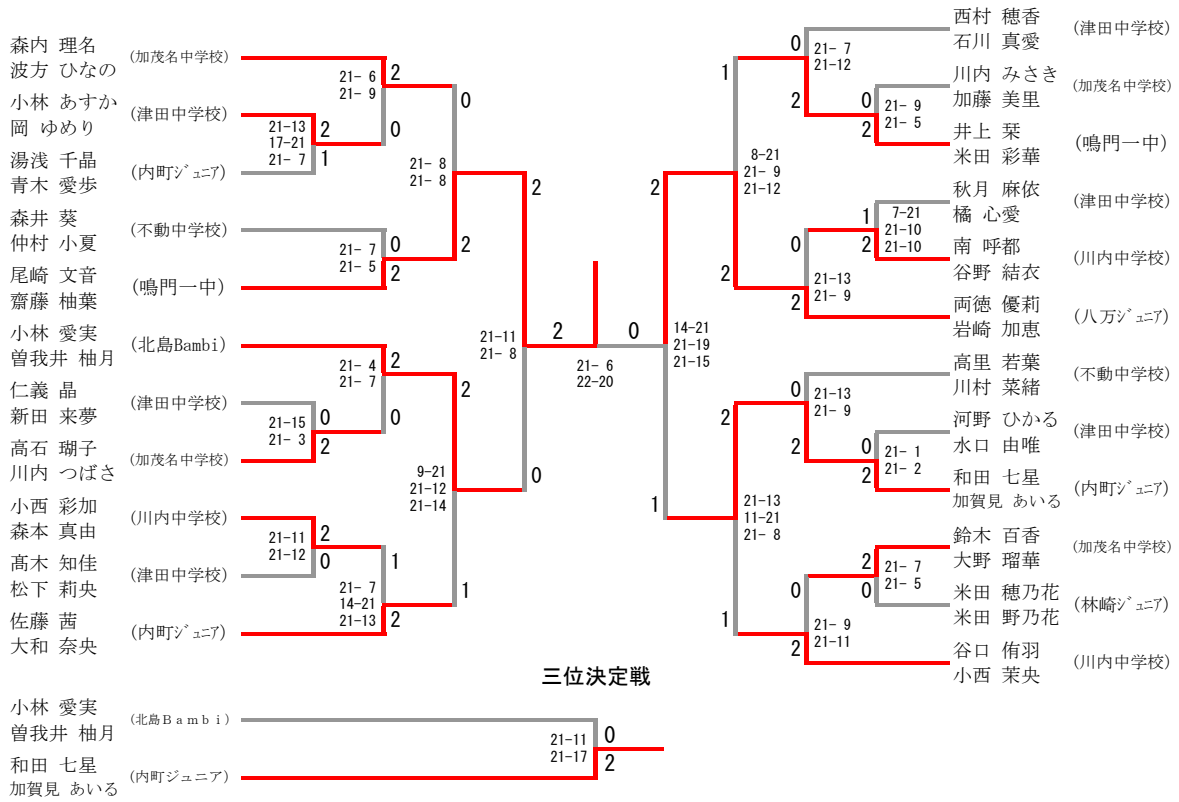 森内 理名
波方 ひなの
(加茂名中学校)
小林 あすか
岡 ゆめり
(津田中学校)
湯浅 千晶
青木 愛歩
(内町ジュニア)
森井 葵
仲村 小夏
(不動中学校)
尾崎 文音
齋藤 柚葉
(鳴門一中)
小林 愛実
曽我井 柚月
(北島Bambi)
仁義 晶
新田 来夢
(津田中学校)
高石 瑚子
川内 つばさ
(加茂名中学校)
小西 彩加
森本 真由
(川内中学校)
髙木 知佳
松下 莉央
(津田中学校)
佐藤 茜
大和 奈央
(内町ジュニア)
21-13
17-21
21- 7
2
1
21- 6
21- 9
2
0
21- 7
21- 5
0
2
21- 8
21- 8
0
2
21-15
21- 3
0
2
21- 4
21- 7
2
0
21-11
21-12
2
0
21- 7
14-21
21-13
1
2
9-21
21-12
21-14
2
1
21-11
21- 8
2
0
2
0
21- 6
22-20
西村 穂香
石川 真愛
(津田中学校)
川内 みさき
加藤 美里
(加茂名中学校)
井上 栞
米田 彩華
(鳴門一中)
秋月 麻依
橘 心愛
(津田中学校)
南 呼都
谷野 結衣
(川内中学校)
両徳 優莉
岩崎 加恵
(八万ジュニア)
高里 若葉
川村 菜緒
(不動中学校)
河野 ひかる
水口 由唯
(津田中学校)
和田 七星
加賀見 あいる
(内町ジュニア)
鈴木 百香
大野 瑠華
(加茂名中学校)
米田 穂乃花
米田 野乃花
(林崎ジュニア)
谷口 侑羽
小西 茉央
(川内中学校)
0
2
21- 7
21-12
0
2
21- 9
21- 5
1
2
8-21
21- 9
21-12
1
2
7-21
21-10
21-10
0
2
21-13
21- 9
2
1
14-21
21-19
21-15
0
2
21-13
21- 9
0
2
21- 1
21- 2
2
1
21-13
11-21
21- 8
2
0
21- 7
21- 5
0
2
21- 9
21-11
三位決定戦
小林 愛実
曽我井 柚月
(北島Ｂａｍｂｉ)
和田 七星
加賀見 あいる
(内町ジュニア)
21-11
21-17
0
2